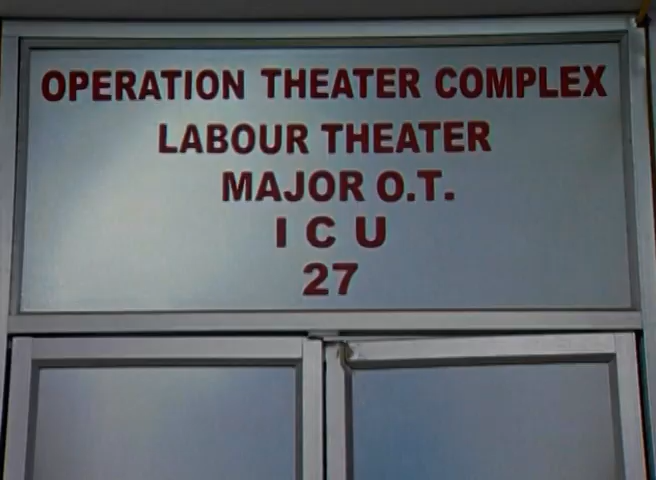 OPERATION THEATER COMPLEX
LABOUR THEATER
MAJOR O.T.
I C U
27